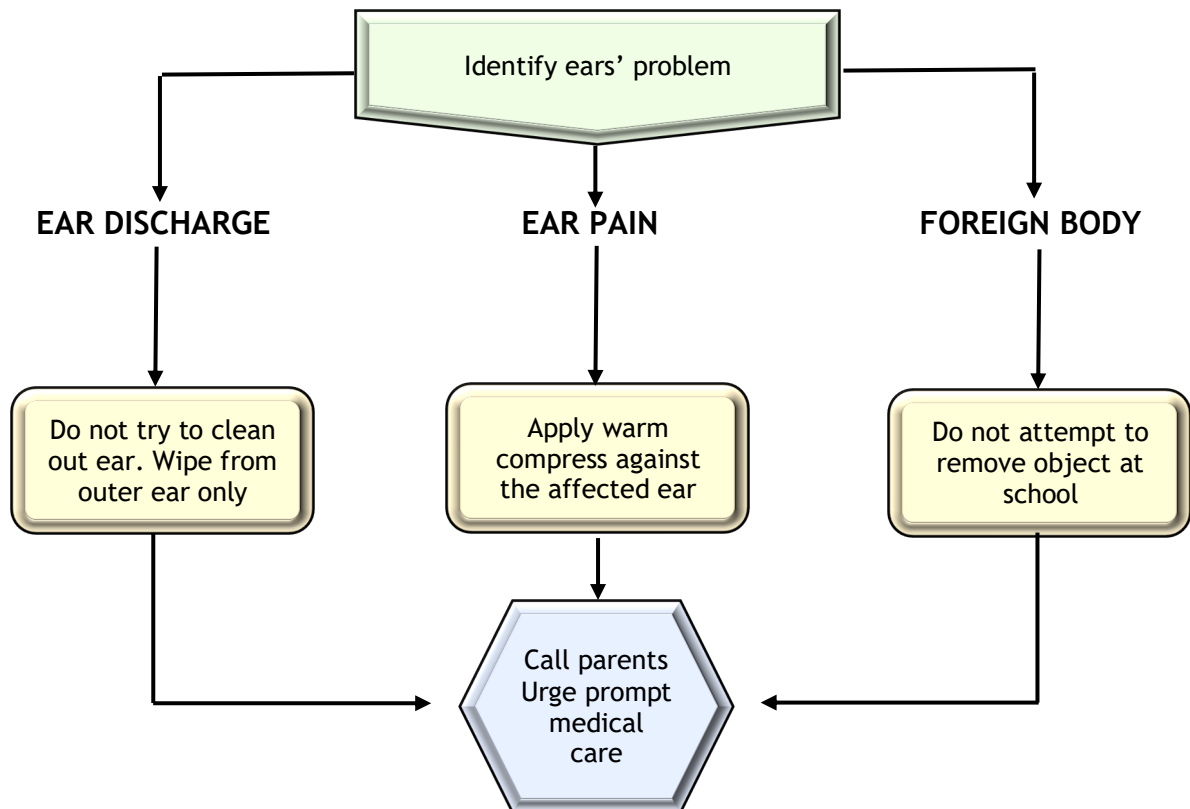 Identify ears’ problem
EAR DISCHARGE
EAR PAIN
FOREIGN BODY
Do not try to clean
out ear. Wipe from
outer ear only
Apply warm
compress against
the affected ear
Do not attempt to
remove object at
school
Call parents
Urge prompt
medical
care